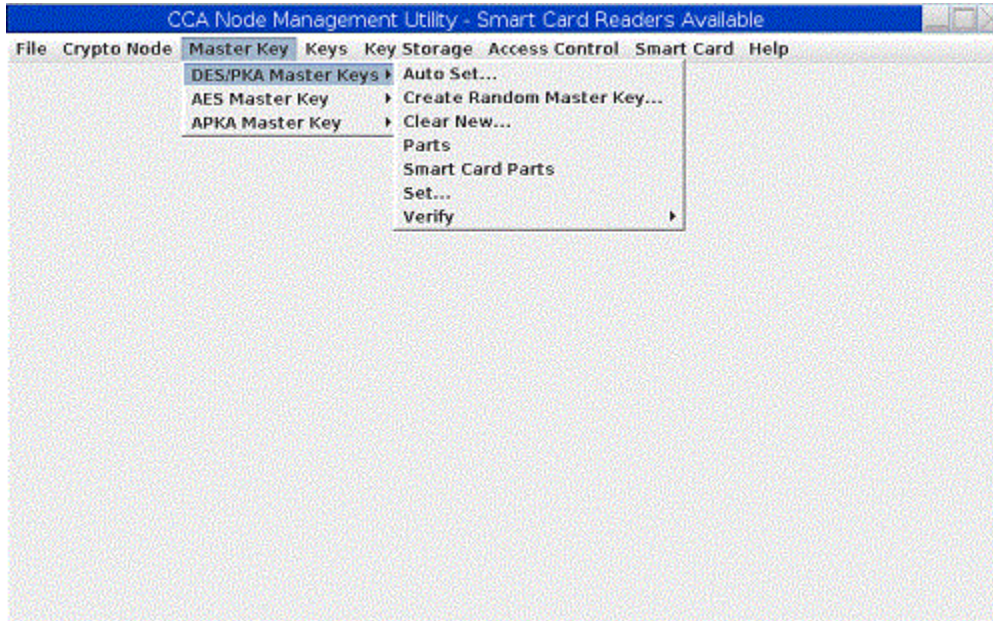 CCA Node Management Utility - Smart Card Readers Available
File Crypto Node Master Key Keys Key Storage Access Control Smart Card Help
DES/PKA Master Keys
AES Master Key
APKA Master Key
Auto Set...
Create Random Master Key...
Clear New...
Parts
Smart Card Parts
Set...
Verify